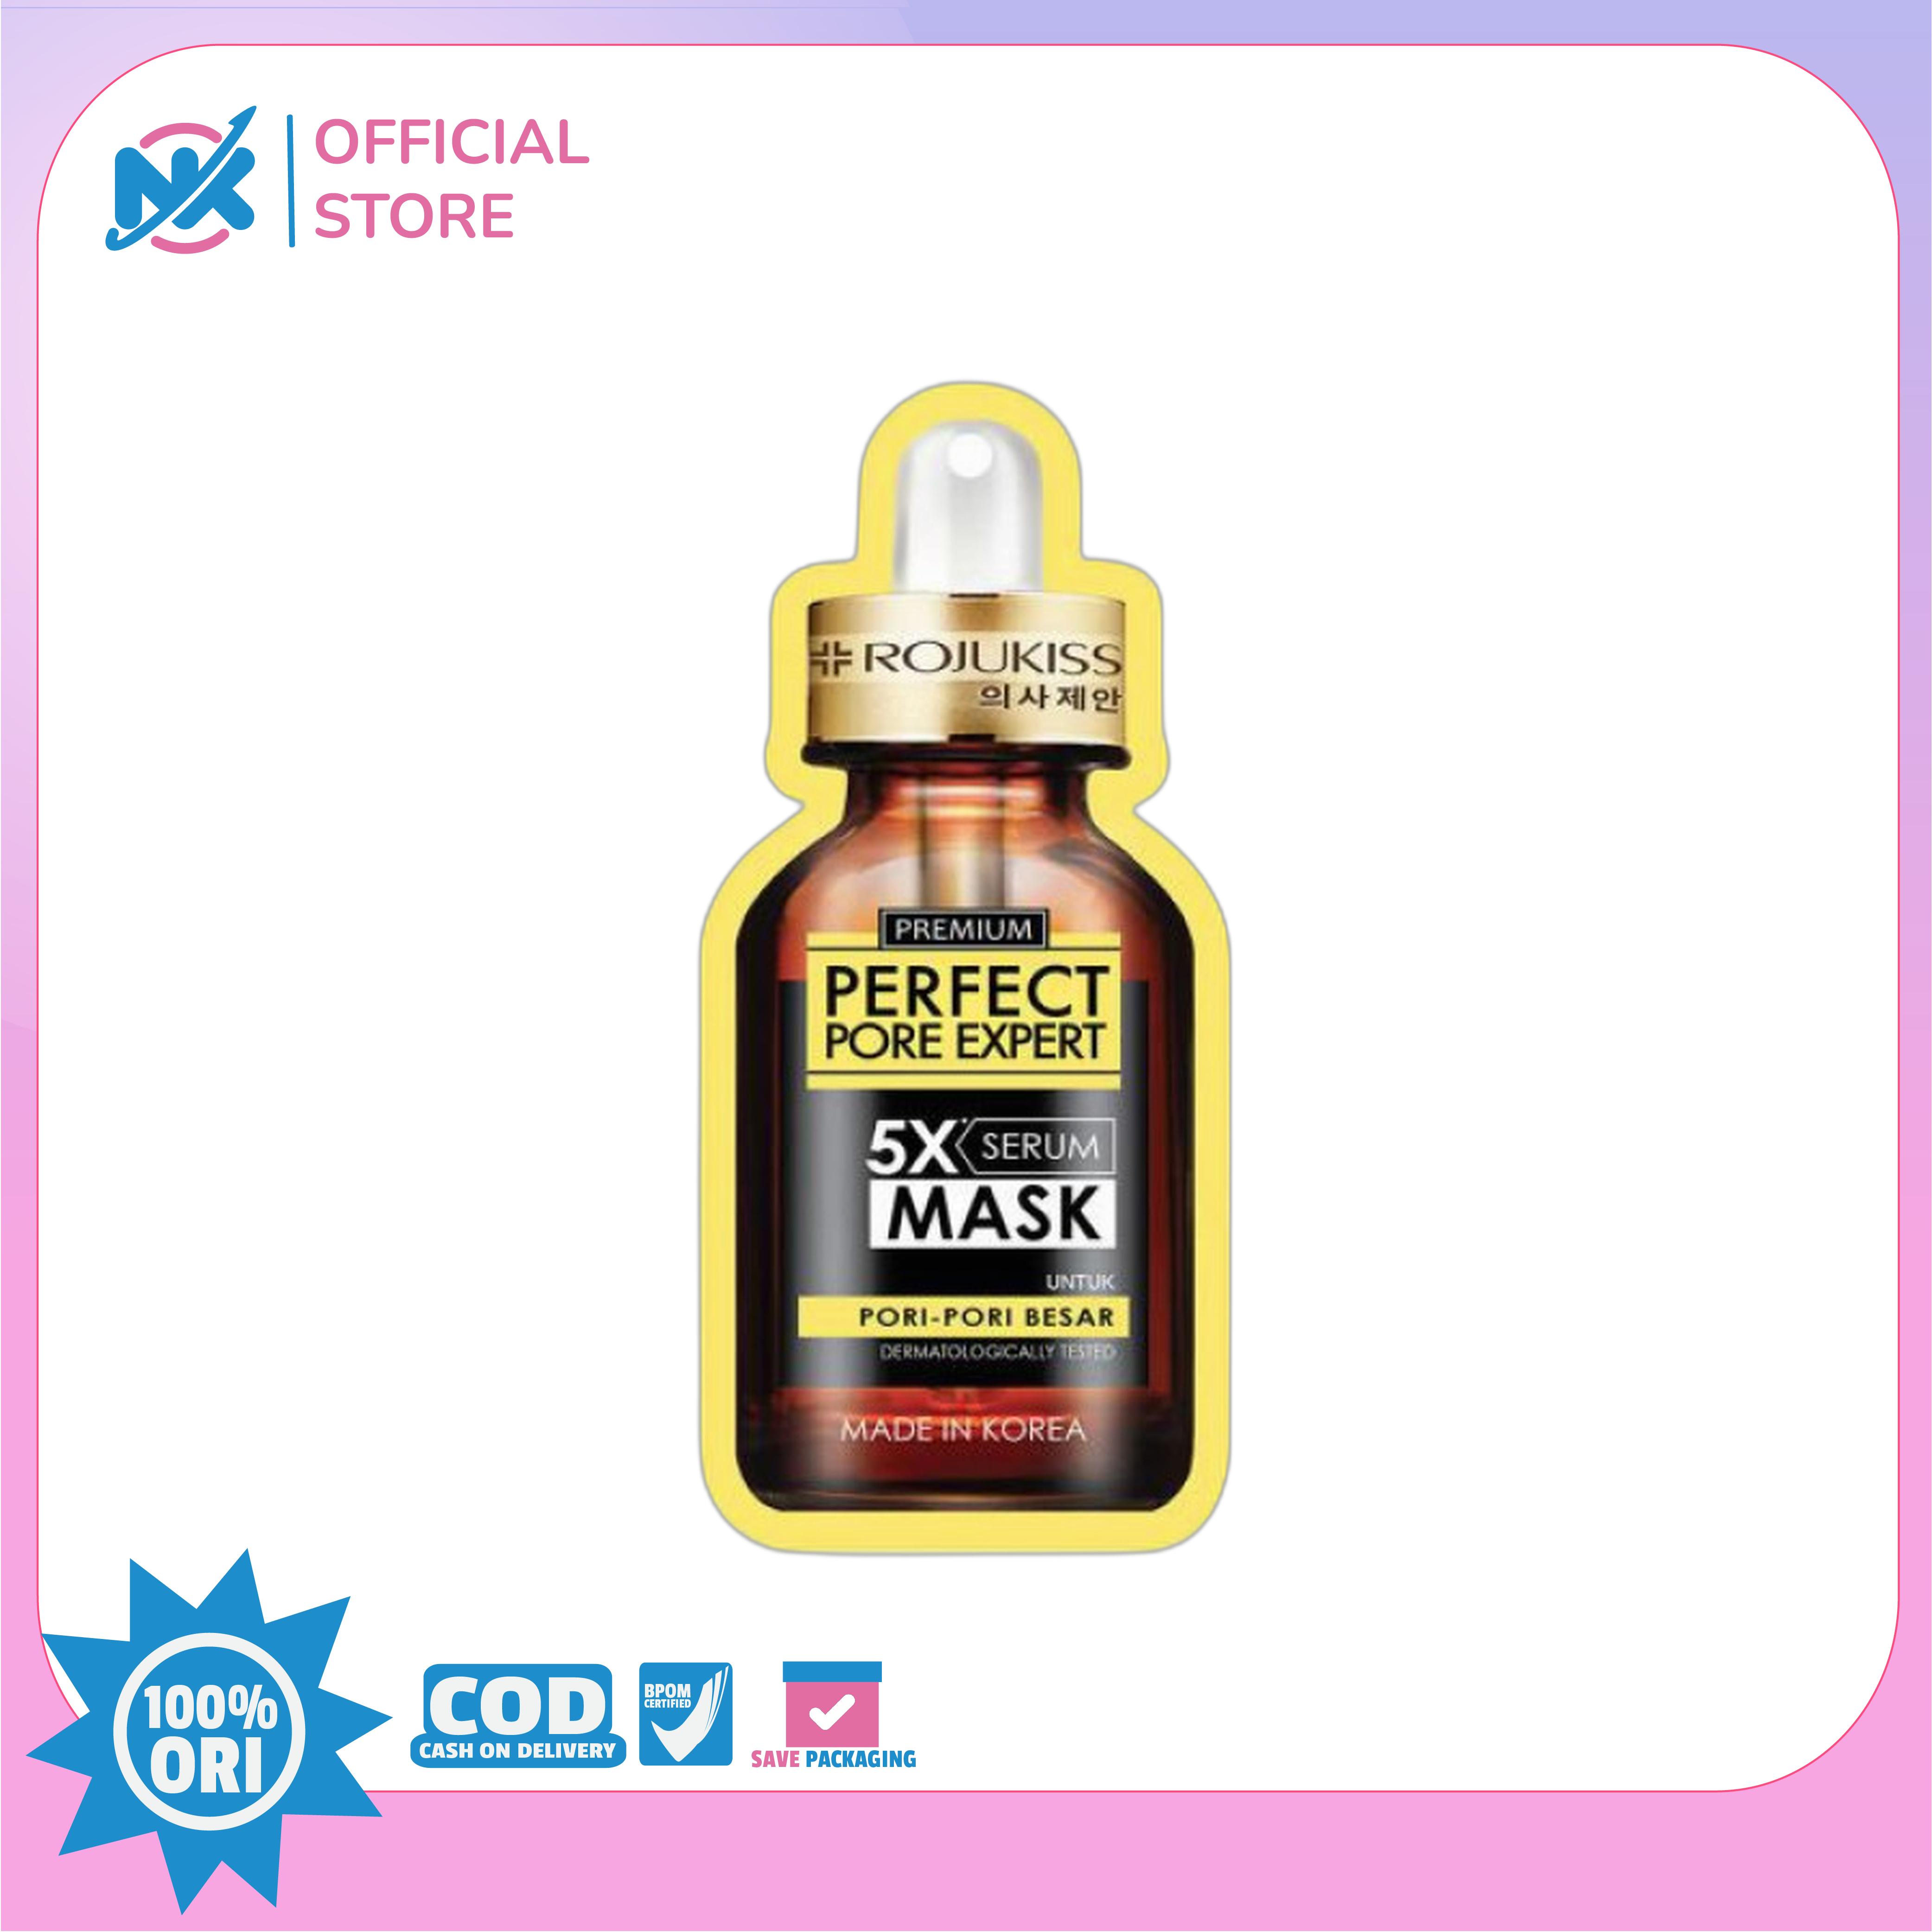 NK
OFFICIAL
STORE
ROJUKISS
의사제안
PREMIUM
PERFECT
PORE EXPERT
5X SERUM
MASK
UNTUK
PORI-PORI BESAR
DERMATOLOGICALLY TESTED
MADE IN KOREA
100%
ORI
COD
CASH ON DELIVERY
BPOM
CERTIFIED
SAVE PACKAGING